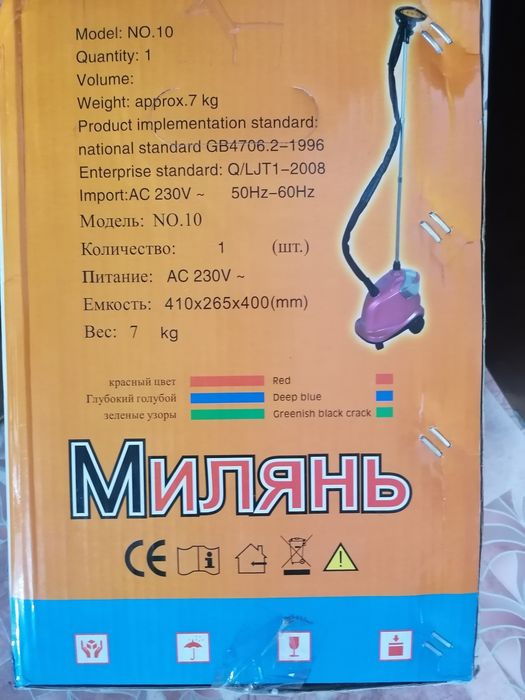 Model: NO.10
Quantity: 1
Volume:
Weight: approx.7 kg
Product implementation standard:
national standard GB4706.2-1996
Enterprise standard: Q/LJT1-2008
Import:AC 230V ~ 50Hz-60Hz
Модель: NO.10
Количество: 1 (шт.)
Питание: AC 230V ~
Емкость: 410x265x400(mm)
Вес: 7 kg
красный цвет Red
Глубокий голубой Deep blue
зеленые узоры Greenish black crack
Милянь
CE